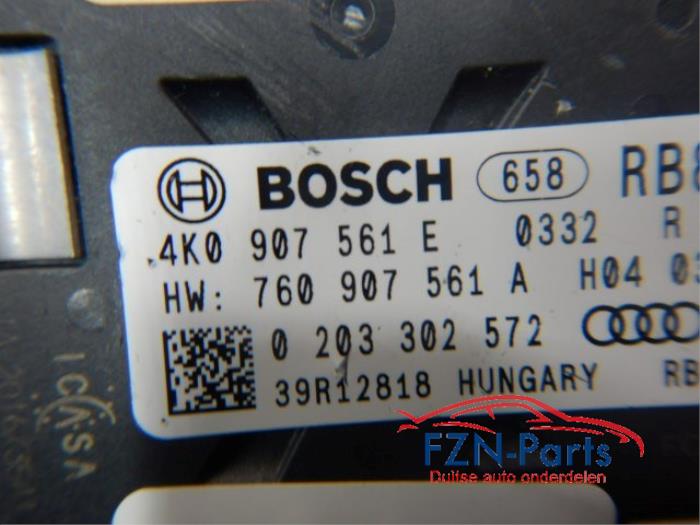 BOSCH 658 RB8
4K0 907 561 E 0332 R
HW: 760 907 561 A H04 03
0 203 302 572
39R12818 HUNGARY RB
ICASA
FZN-Parts
Duitse auto onderdelen